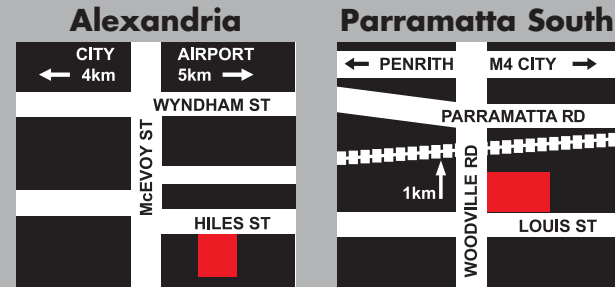 Alexandria
CITY
← 4km
AIRPORT
5km →
WYNDHAM ST
McEVOY ST
HILES ST
Parramatta South
← PENRITH
M4 CITY →
PARRAMATTA RD
1km
WOODVILLE RD
LOUIS ST